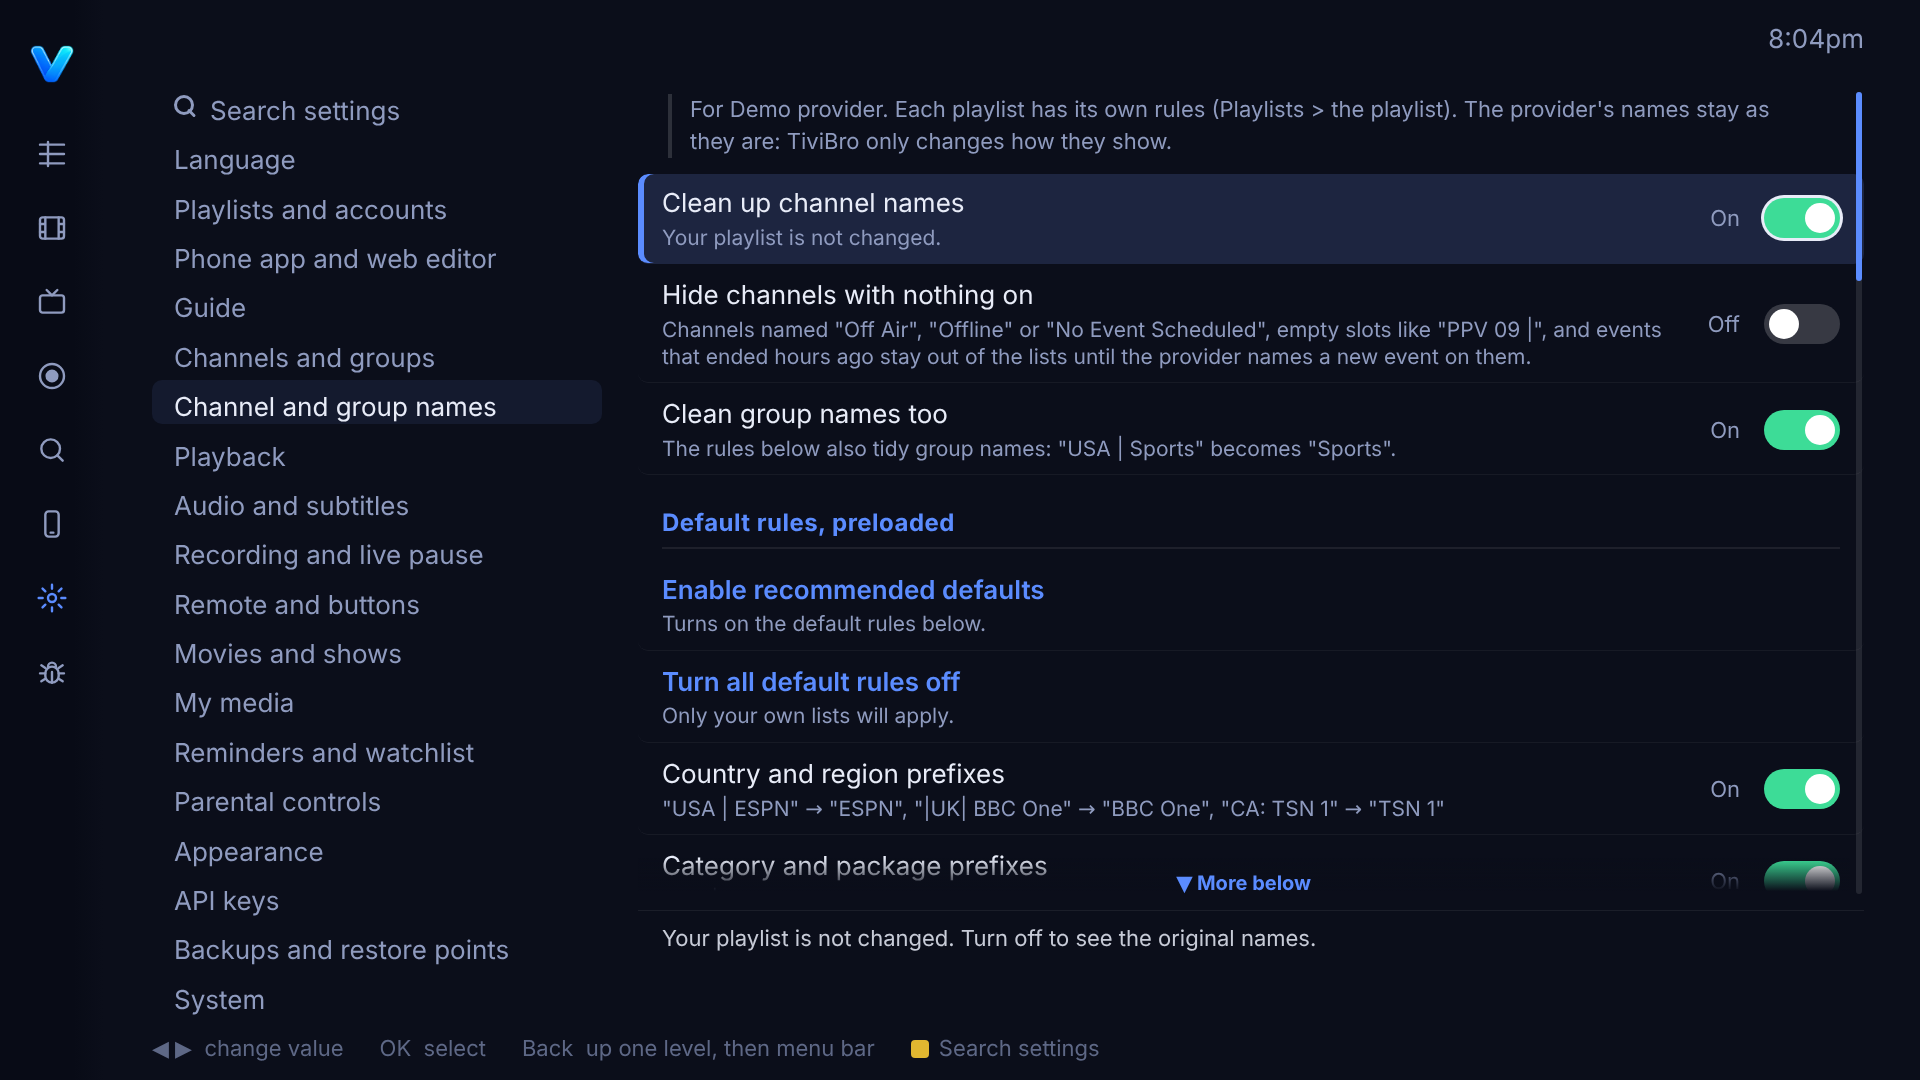 8:04pm
Search settings
Language
Playlists and accounts
Phone app and web editor
Guide
Channels and groups
Channel and group names
Playback
Audio and subtitles
Recording and live pause
Remote and buttons
Movies and shows
My media
Reminders and watchlist
Parental controls
Appearance
API keys
Backups and restore points
System
For Demo provider. Each playlist has its own rules (Playlists > the playlist). The provider's names stay as
they are: TiviBro only changes how they show.
Clean up channel names
Your playlist is not changed.
On
Hide channels with nothing on
Channels named "Off Air", "Offline" or "No Event Scheduled", empty slots like "PPV 09 |", and events
that ended hours ago stay out of the lists until the provider names a new event on them.
Off
Clean group names too
The rules below also tidy group names: "USA | Sports" becomes "Sports".
On
Default rules, preloaded
Enable recommended defaults
Turns on the default rules below.
Turn all default rules off
Only your own lists will apply.
Country and region prefixes
"USA | ESPN" → "ESPN", "|UK| BBC One" → "BBC One", "CA: TSN 1" → "TSN 1"
On
Category and package prefixes
On
▼ More below
Your playlist is not changed. Turn off to see the original names.
◀▶ change value OK select Back up one level, then menu bar Search settings